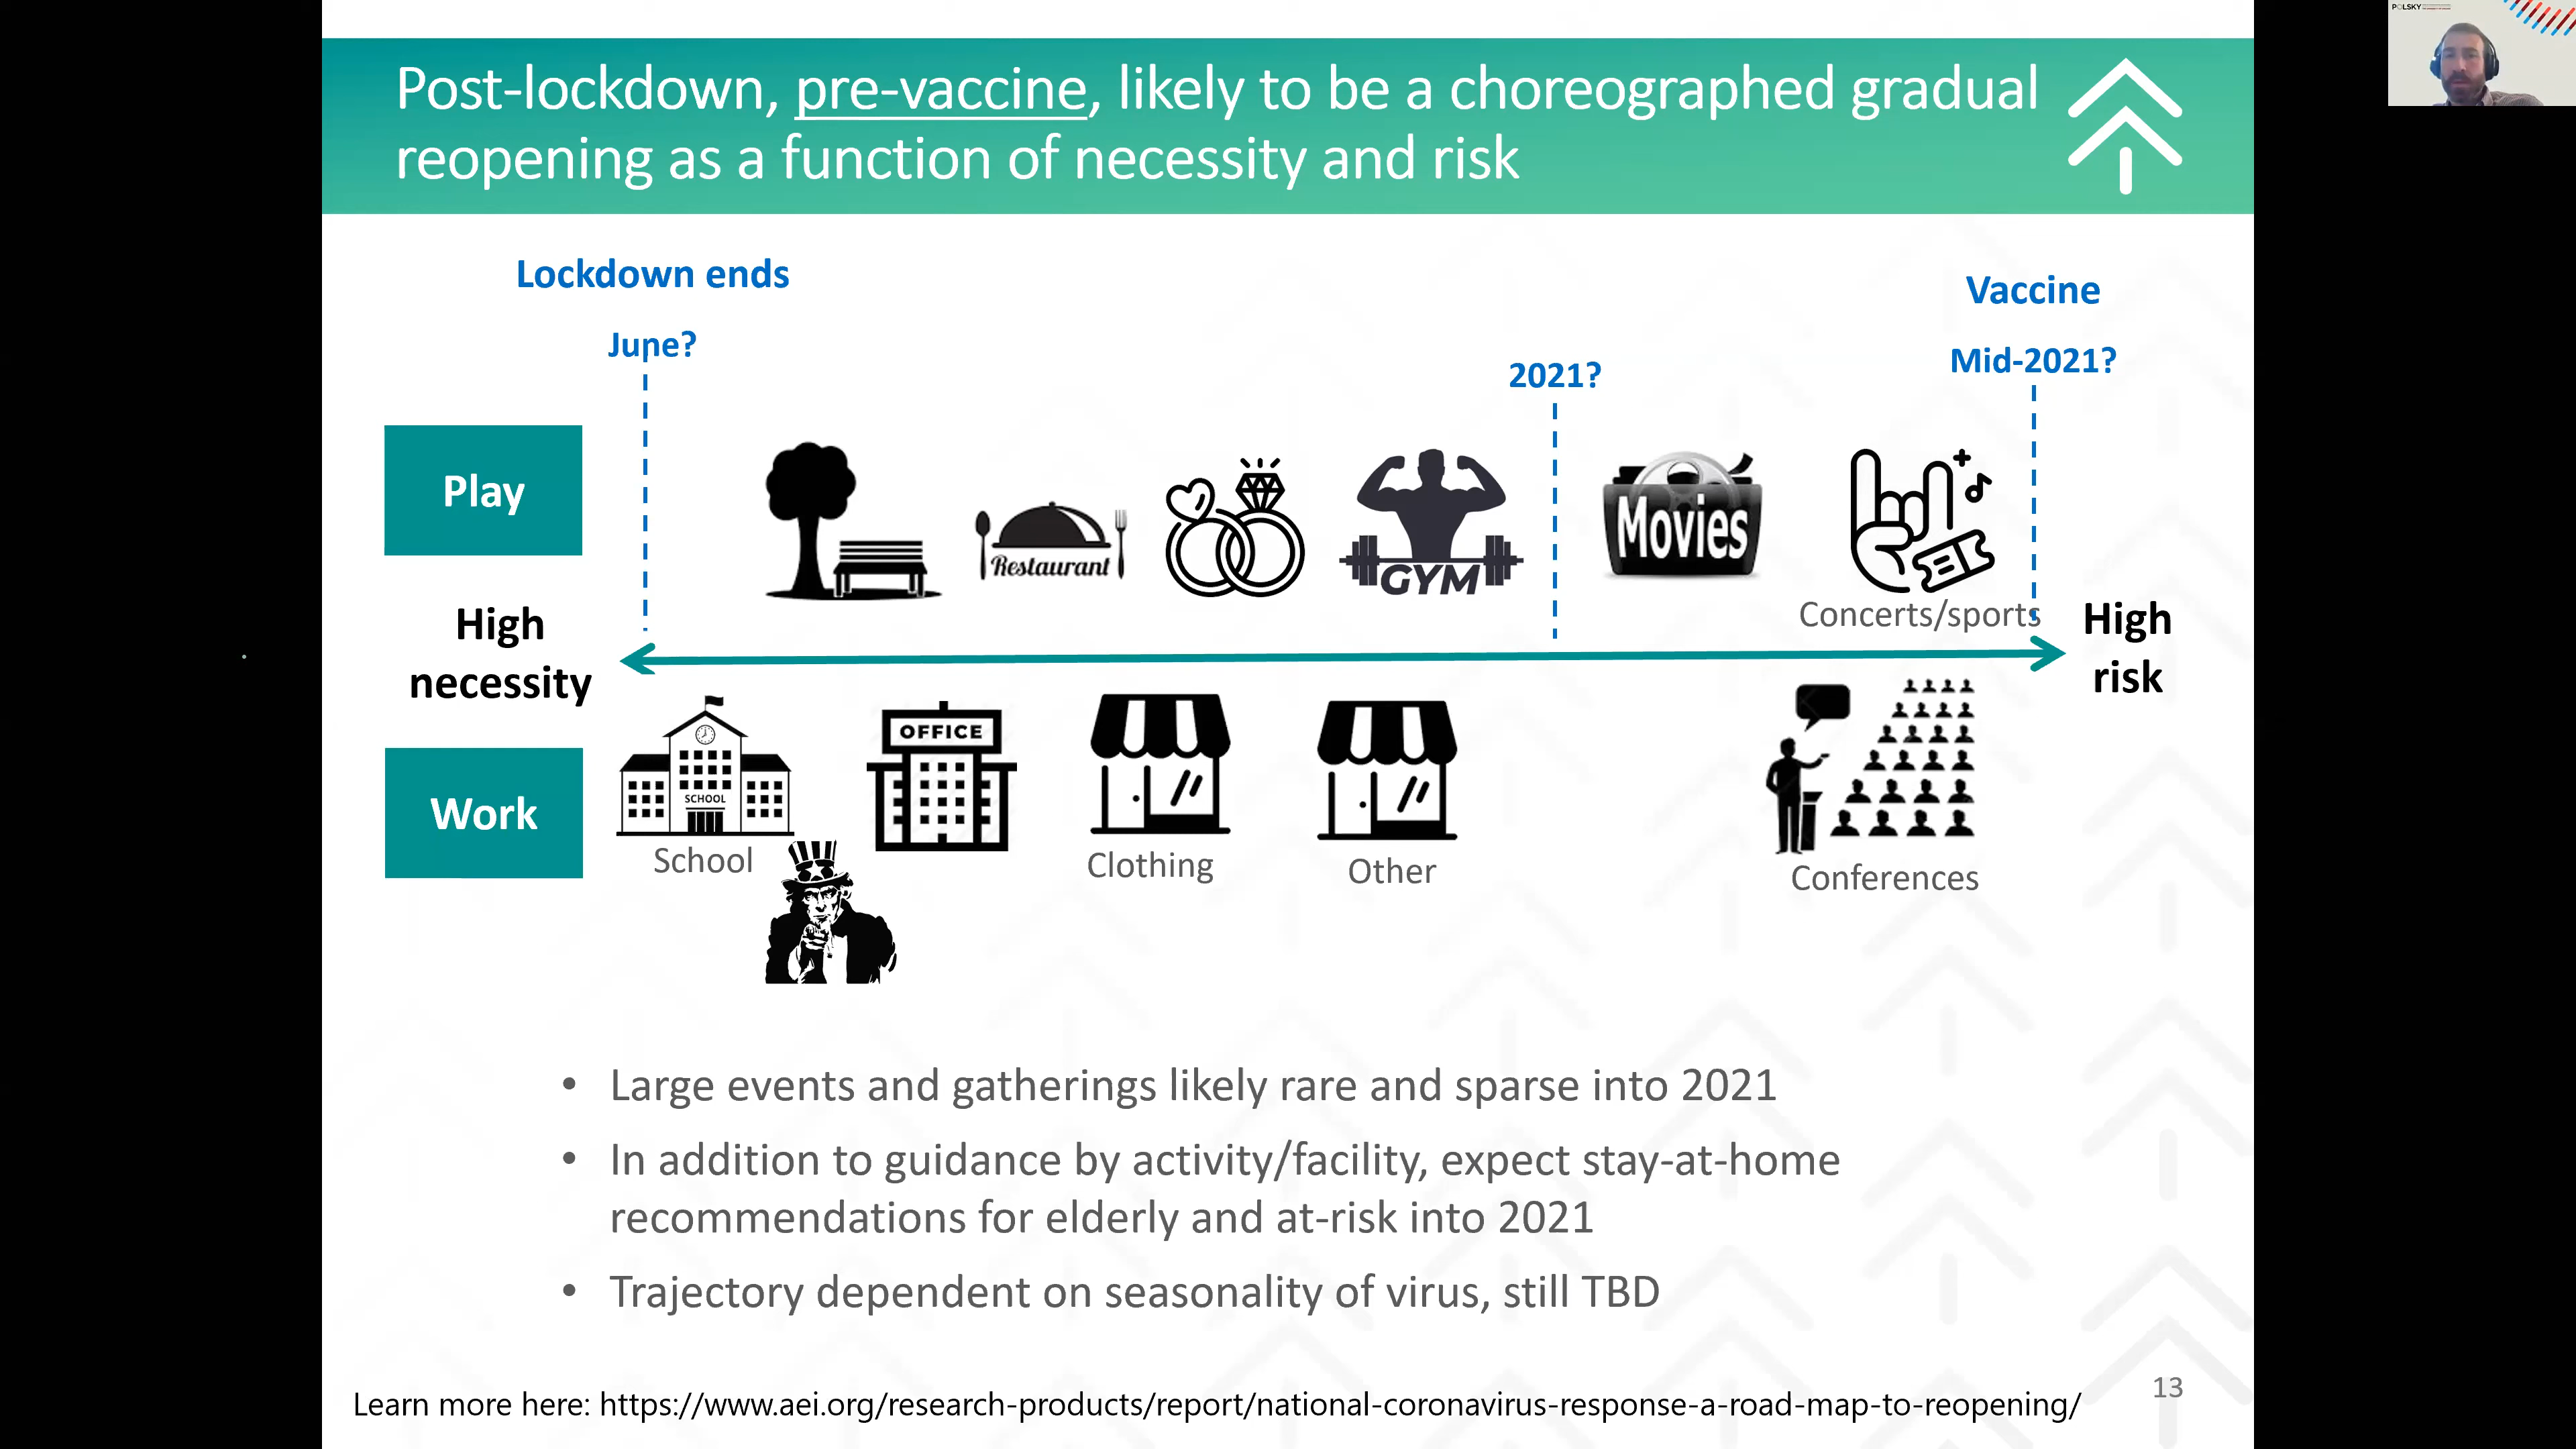 POLSKY
Post-lockdown, pre-vaccine, likely to be a choreographed gradual
reopening as a function of necessity and risk
Lockdown ends
Vaccine
June?
Mid-2021?
2021?
Play
Restaurant
GYM
Movies
Concerts/sports
High
necessity
High
risk
Work
SCHOOL
School
OFFICE
Clothing
Other
Conferences
• Large events and gatherings likely rare and sparse into 2021
• In addition to guidance by activity/facility, expect stay-at-home
recommendations for elderly and at-risk into 2021
• Trajectory dependent on seasonality of virus, still TBD
Learn more here: https://www.aei.org/research-products/report/national-coronavirus-response-a-road-map-to-reopening/
13